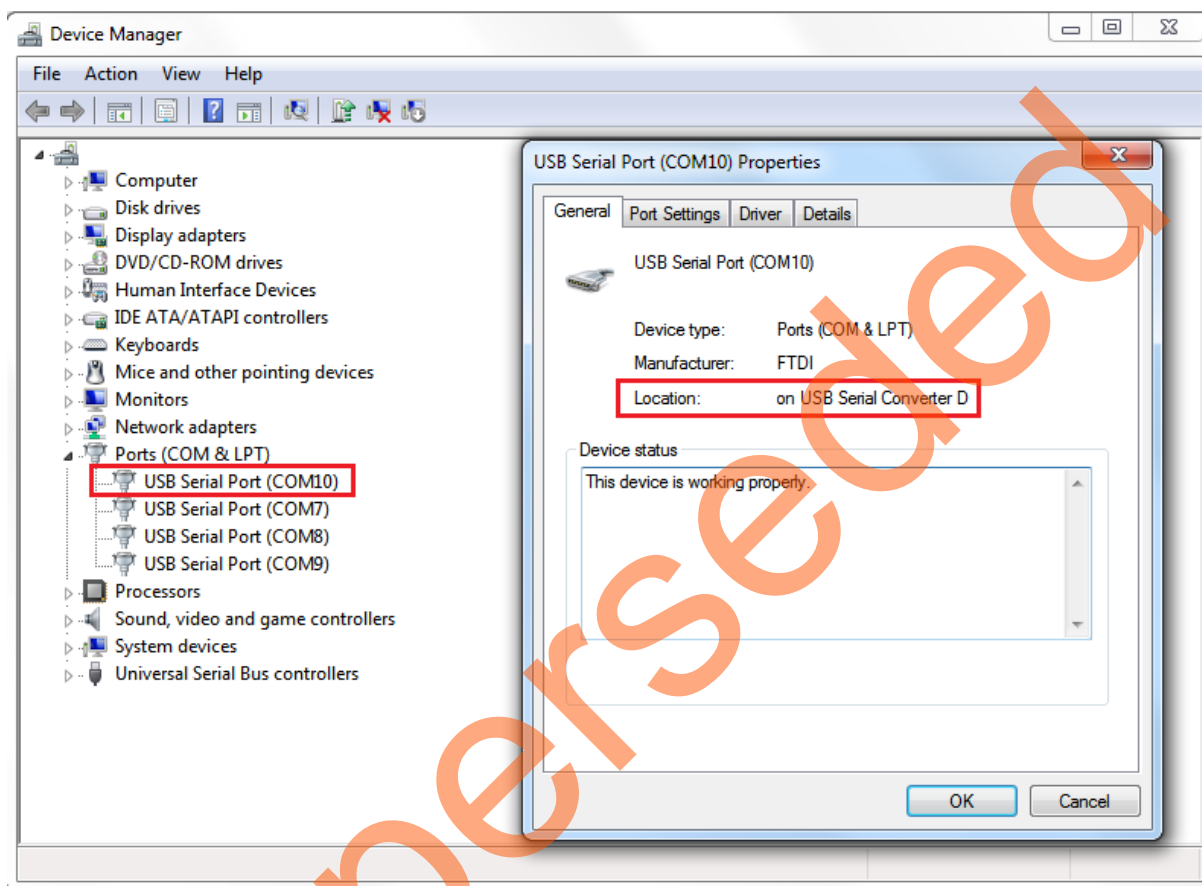 Device Manager
File Action View Help
Computer
Disk drives
Display adapters
DVD/CD-ROM drives
Human Interface Devices
IDE ATA/ATAPI controllers
Keyboards
Mice and other pointing devices
Monitors
Network adapters
Ports (COM & LPT)
USB Serial Port (COM10)
USB Serial Port (COM7)
USB Serial Port (COM8)
USB Serial Port (COM9)
Processors
Sound, video and game controllers
System devices
Universal Serial Bus controllers
USB Serial Port (COM10) Properties
General Port Settings Driver Details
USB Serial Port (COM10)
Device type: Ports (COM & LPT)
Manufacturer: FTDI
Location: on USB Serial Converter D
Device status
This device is working properly.
OK Cancel
perseded